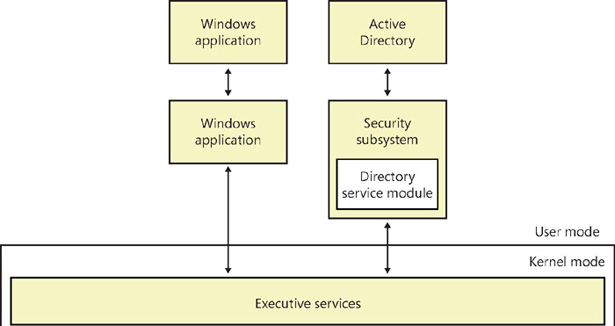 Windows
application
Active
Directory
Windows
application
Security
subsystem
Directory
service module
User mode
Kernel mode
Executive services